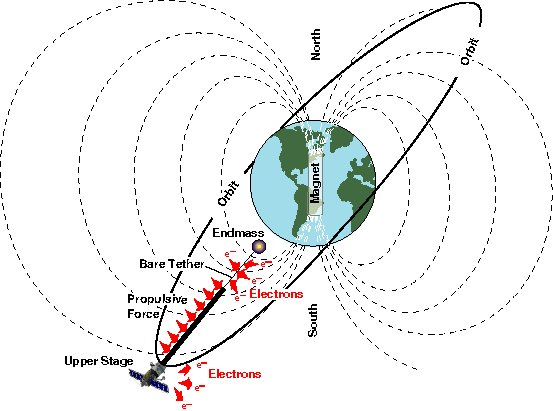 North
Orbit
Magnet
Orbit
Endmass
e⁻
e⁻
Bare Tether
e⁻
e⁻
Electrons
Propulsive
Force
South
Upper Stage
e⁻
Electrons
e⁻
e⁻